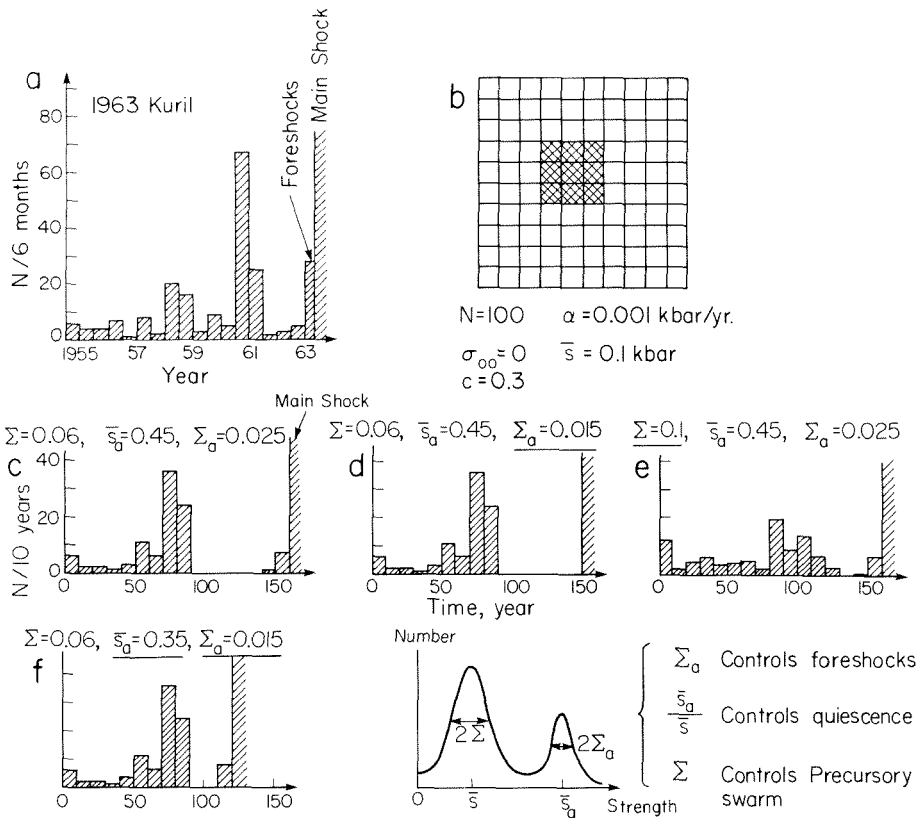 a
1963 Kuril
Foreshocks
Main Shock
N/6 months
80
60
40
20
0
1955 57 59 61 63
Year
b
N=100 α=0.001 kbar/yr.
σ₀₀=0 s̅=0.1 kbar
c=0.3
Main Shock
Σ=0.06, s̅ₐ=0.45, Σₐ=0.025
c
N/10 years
40
20
0
0 50 100 150
Σ=0.06, s̅ₐ=0.45, Σₐ=0.015
d
0 50 100 150
Time, year
Σ=0.1, s̅ₐ=0.45, Σₐ=0.025
e
0 50 100 150
Σ=0.06, s̅ₐ=0.35, Σₐ=0.015
f
0 50 100 150
Number
2Σ
2Σₐ
0 s̅ s̅ₐ Strength
Σₐ Controls foreshocks
s̅ₐ/s̅ Controls quiescence
Σ Controls Precursory
swarm